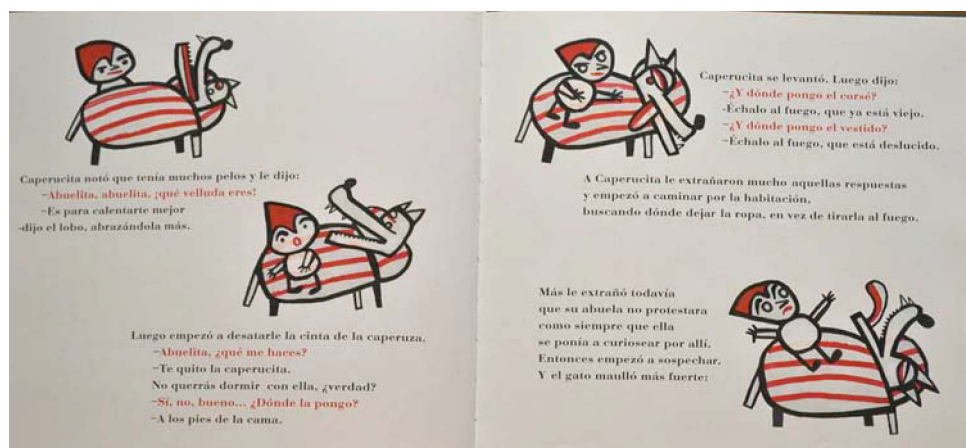 Caperucita notó que tenía muchos pelos y le dijo:
–Abuelita, abuelita, ¡qué velluda eres!
–Es para calentarte mejor
-dijo el lobo, abrazándola más.
Luego empezó a desatarle la cinta de la caperuza.
–Abuelita, ¿qué me haces?
–Te quito la caperucita.
No querrás dormir con ella, ¿verdad?
–Sí, no, bueno... ¿Dónde la pongo?
–A los pies de la cama.
Caperucita se levantó. Luego dijo:
–¿Y dónde pongo el corsé?
-Échalo al fuego, que ya está viejo.
–¿Y dónde pongo el vestido?
–Échalo al fuego, que está deslucido.
A Caperucita le extrañaron mucho aquellas respuestas
y empezó a caminar por la habitación,
buscando dónde dejar la ropa, en vez de tirarla al fuego.
Más le extrañó todavía
que su abuela no protestara
como siempre que ella
se ponía a curiosear por allí.
Entonces empezó a sospechar.
Y el gato maulló más fuerte: